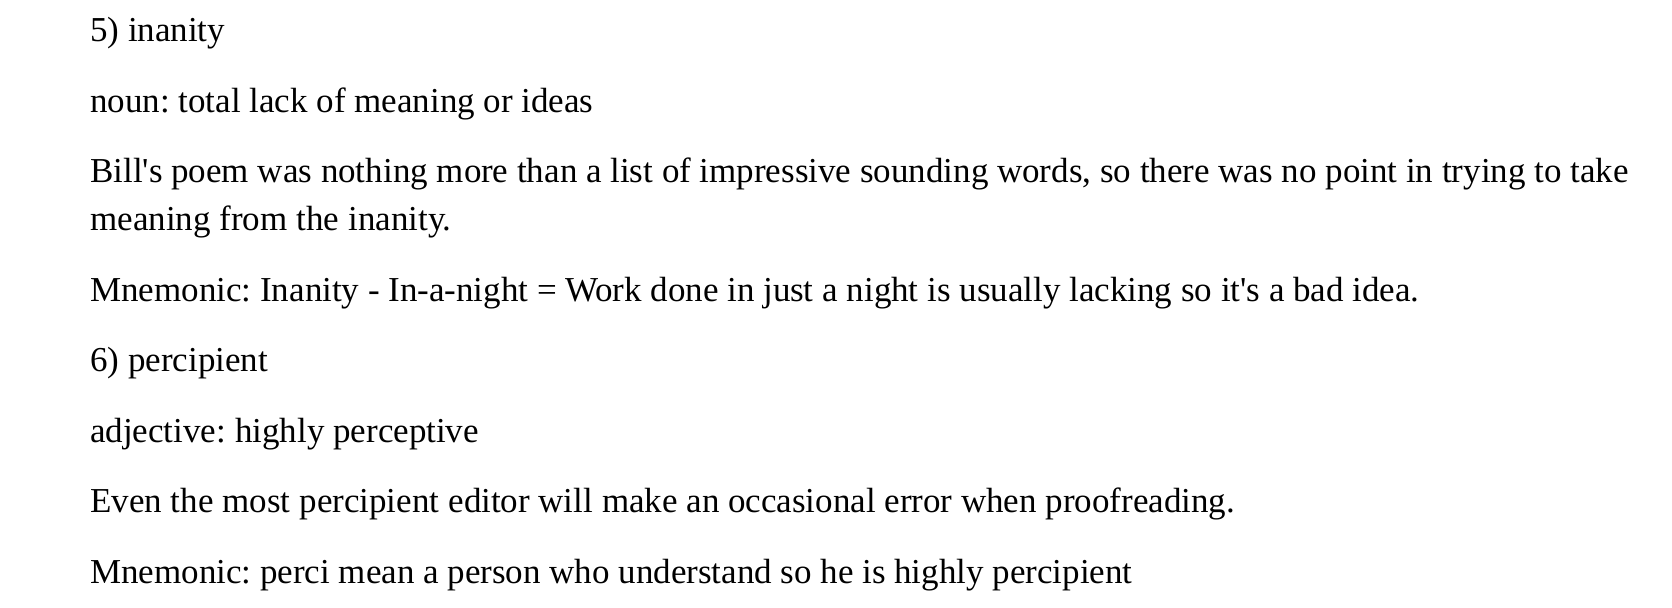 5) inanity
noun: total lack of meaning or ideas
Bill's poem was nothing more than a list of impressive sounding words, so there was no point in trying to take
meaning from the inanity.
Mnemonic: Inanity - In-a-night = Work done in just a night is usually lacking so it's a bad idea.
6) percipient
adjective: highly perceptive
Even the most percipient editor will make an occasional error when proofreading.
Mnemonic: perci mean a person who understand so he is highly percipient